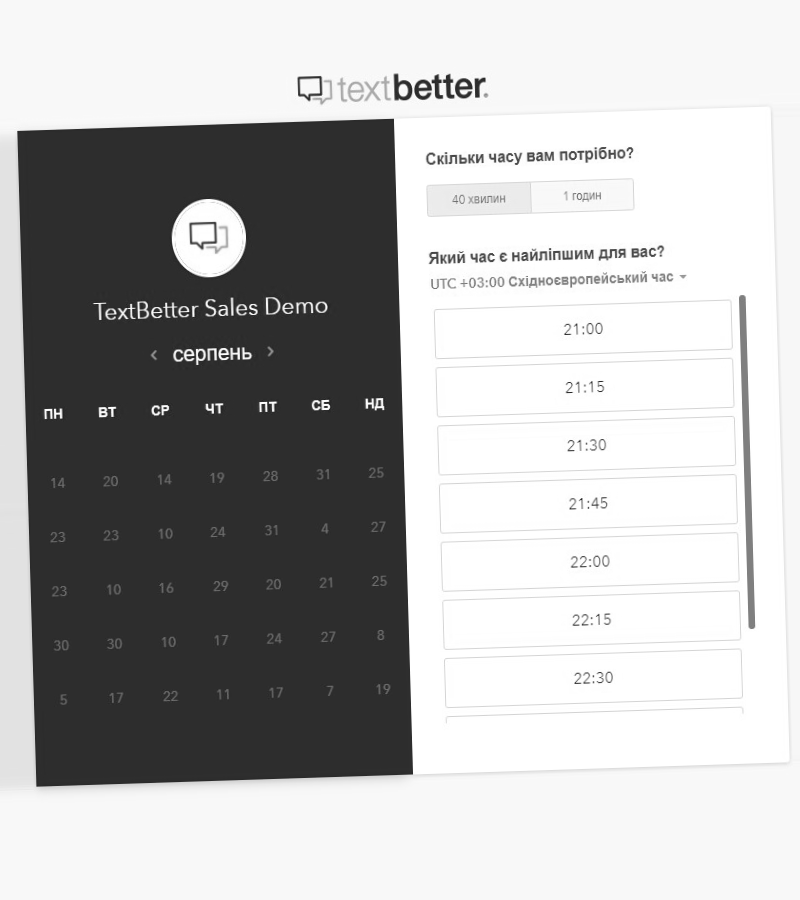 textbetter.
TextBetter Sales Demo
серпень
ПН ВТ СР ЧТ ПТ СБ НД
14 20 14 19 28 31 25
23 23 10 24 31 4 27
23 10 16 29 20 21 25
30 30 10 17 24 27 8
5 17 22 11 17 7 19
Скільки часу вам потрібно?
40 хвилин 1 годин
Який час є найліпшим для вас?
UTC +03:00 Східноєвропейський час
21:00
21:15
21:30
21:45
22:00
22:15
22:30